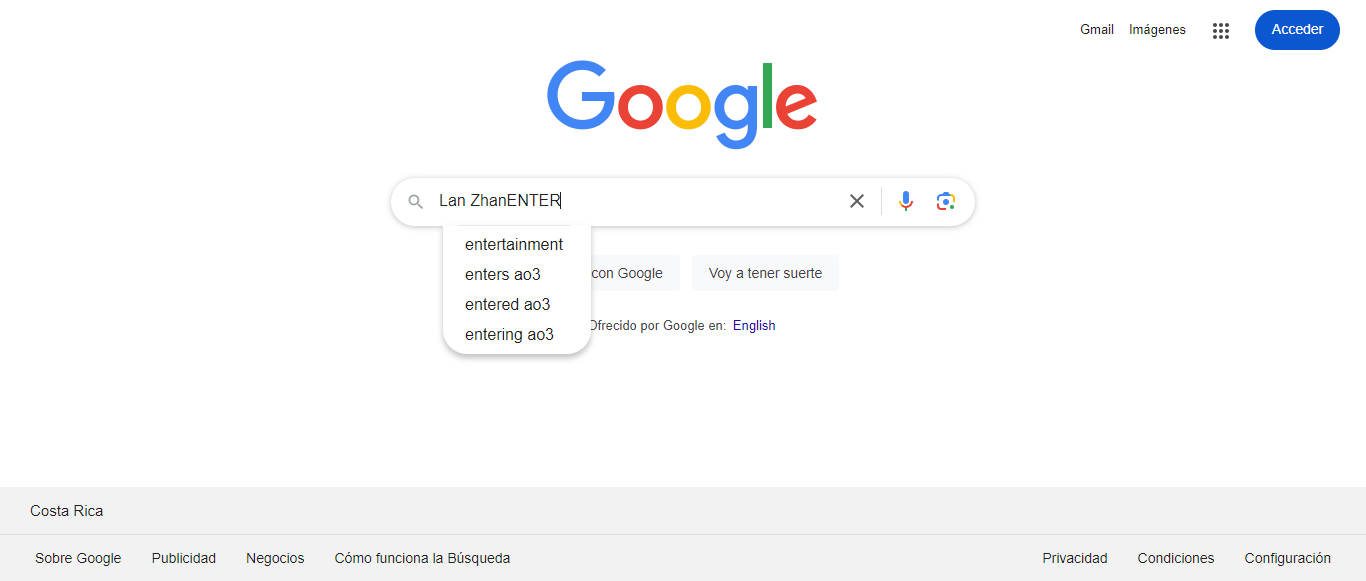 Gmail Imágenes Acceder
Google
Lan ZhanENTER
entertainment
enters ao3
entered ao3
entering ao3
con Google Voy a tener suerte
Ofrecido por Google en: English
Costa Rica
Sobre Google Publicidad Negocios Cómo funciona la Búsqueda Privacidad Condiciones Configuración